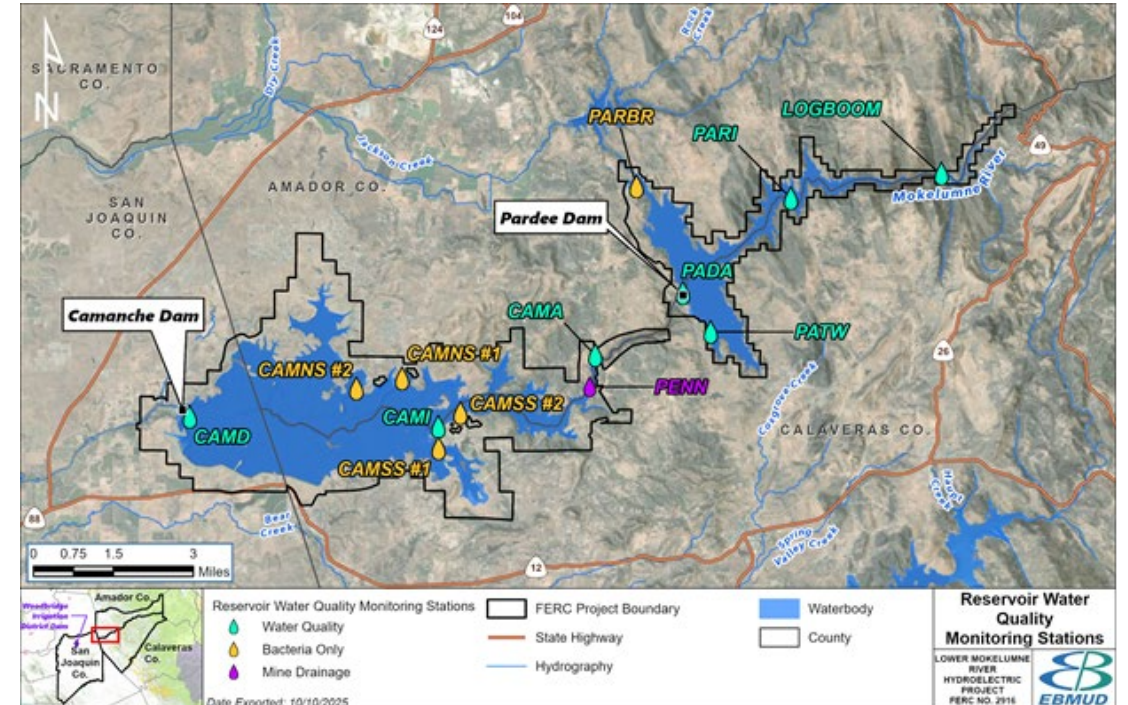 104
124
Rock
Creek
SACRAMENTO
CO.
Dry Creek
N
PARBR
LOGBOOM
PARI
49
Jackson Creek
AMADOR CO.
SAN
JOAQUIN
CO.
Mokelumne River
Pardee Dam
PADA
CAMA
PATW
Camanche Dam
26
CAMNS #1
CAMNS #2
PENN
Cosgrove Creek
CAMSS #2
CAMI
CAMD
CALAVERAS CO.
CAMSS #1
88
Bear
Creek
Haupt
Creek
Spring
Valley Creek
12
0 0.75 1.5 3
Miles
Amador Co.
Woodbridge
Irrigation
District Dam
San
Joaquin
Co.
Calaveras
Co.
Reservoir Water Quality Monitoring Stations
Water Quality
Bacteria Only
Mine Drainage
Date Exported: 10/10/2025
FERC Project Boundary
State Highway
Hydrography
Waterbody
County
Reservoir Water
Quality
Monitoring Stations
LOWER MOKELUMNE
RIVER
HYDROELECTRIC
PROJECT
FERC NO. 2916
EBMUD